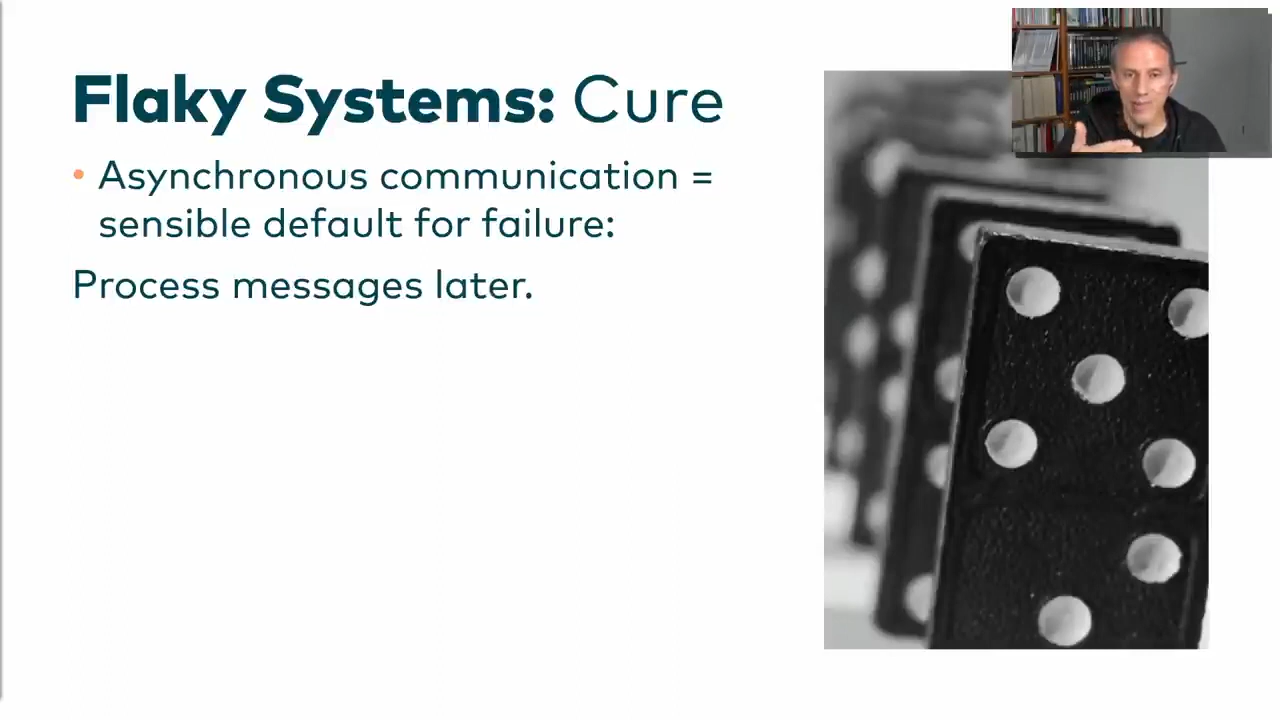 Flaky Systems: Cure
• Asynchronous communication =
sensible default for failure:
Process messages later.